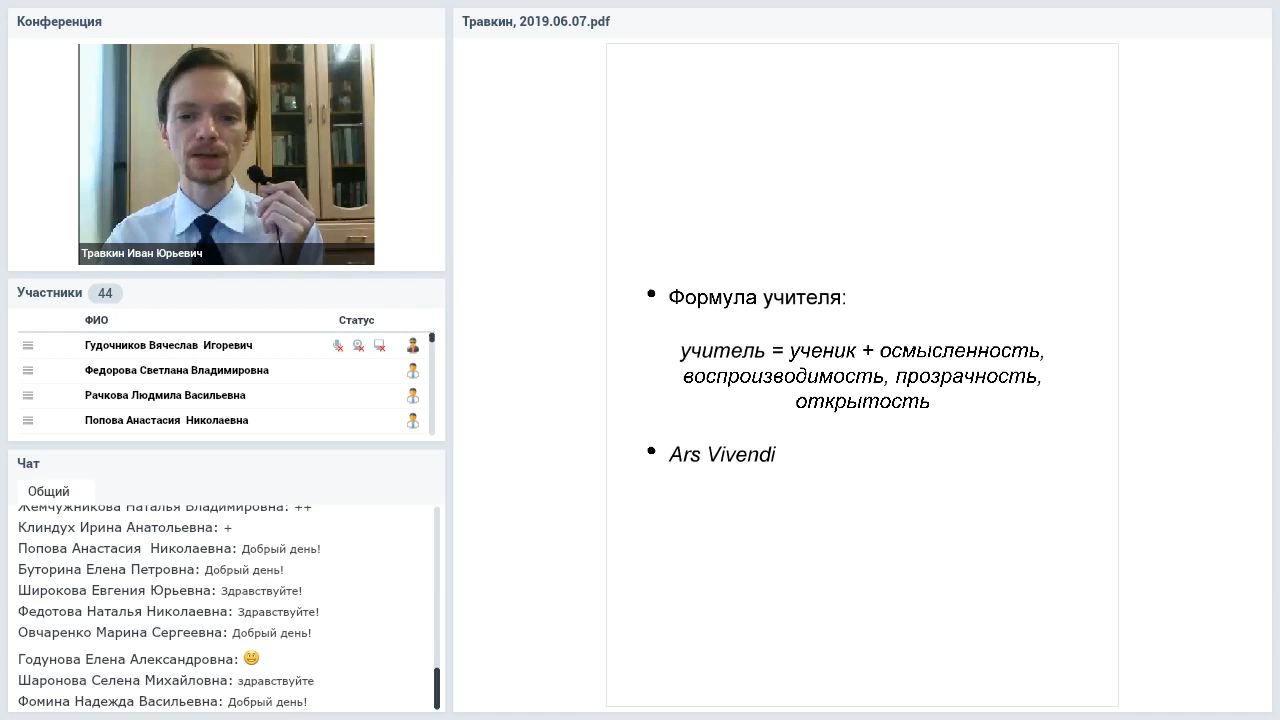 Конференция
Травкин Иван Юрьевич
Участники 44
ФИО Статус
Гудочников Вячеслав Игоревич
Федорова Светлана Владимировна
Рачкова Людмила Васильевна
Попова Анастасия Николаевна
Чат
Общий
Жемчужникова Наталья Владимировна: ++
Клиндух Ирина Анатольевна: +
Попова Анастасия Николаевна: Добрый день!
Буторина Елена Петровна: Добрый день!
Широкова Евгения Юрьевна: Здравствуйте!
Федотова Наталья Николаевна: Здравствуйте!
Овчаренко Марина Сергеевна: Добрый день!
Годунова Елена Александровна:
Шаронова Селена Михайловна: здравствуйте
Фомина Надежда Васильевна: Добрый день!
Травкин, 2019.06.07.pdf
• Формула учителя:
учитель = ученик + осмысленность,
воспроизводимость, прозрачность,
открытость
• Ars Vivendi